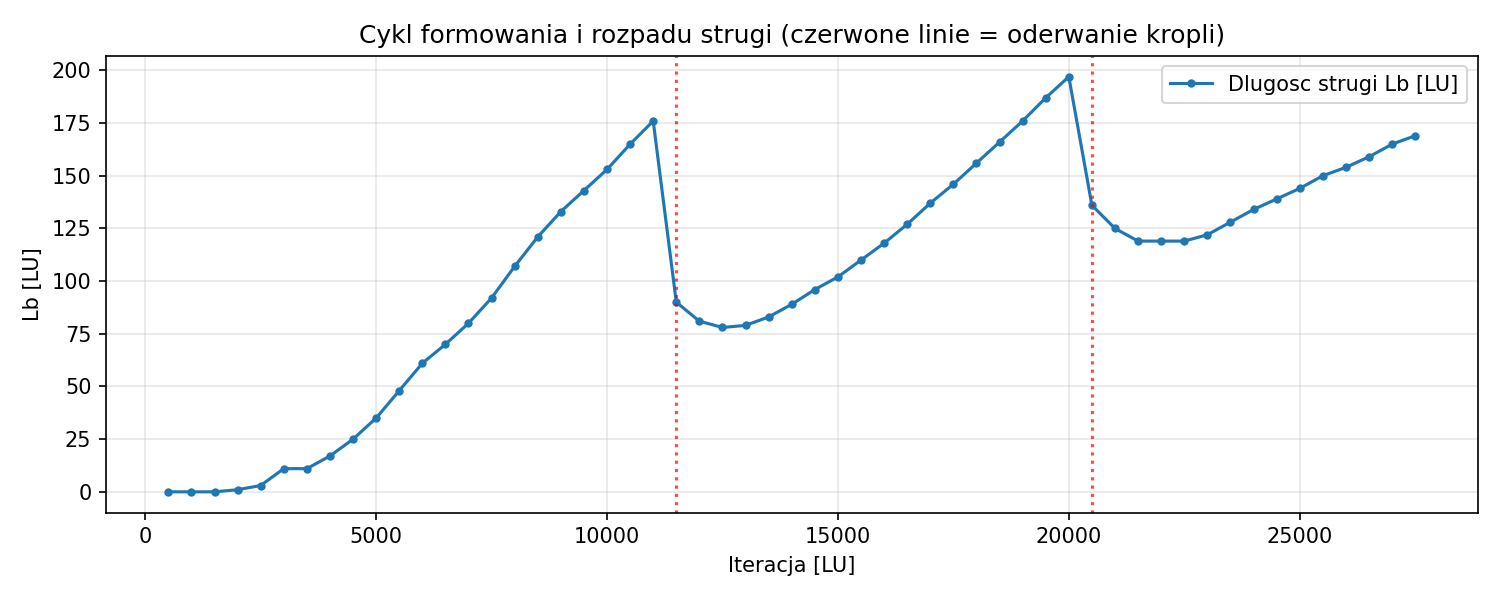 Cykl formowania i rozpadu strugi (czerwone linie = oderwanie kropli)
Dlugosc strugi Lb [LU]
Lb [LU]
200
175
150
125
100
75
50
25
0
0 5000 10000 15000 20000 25000
Iteracja [LU]